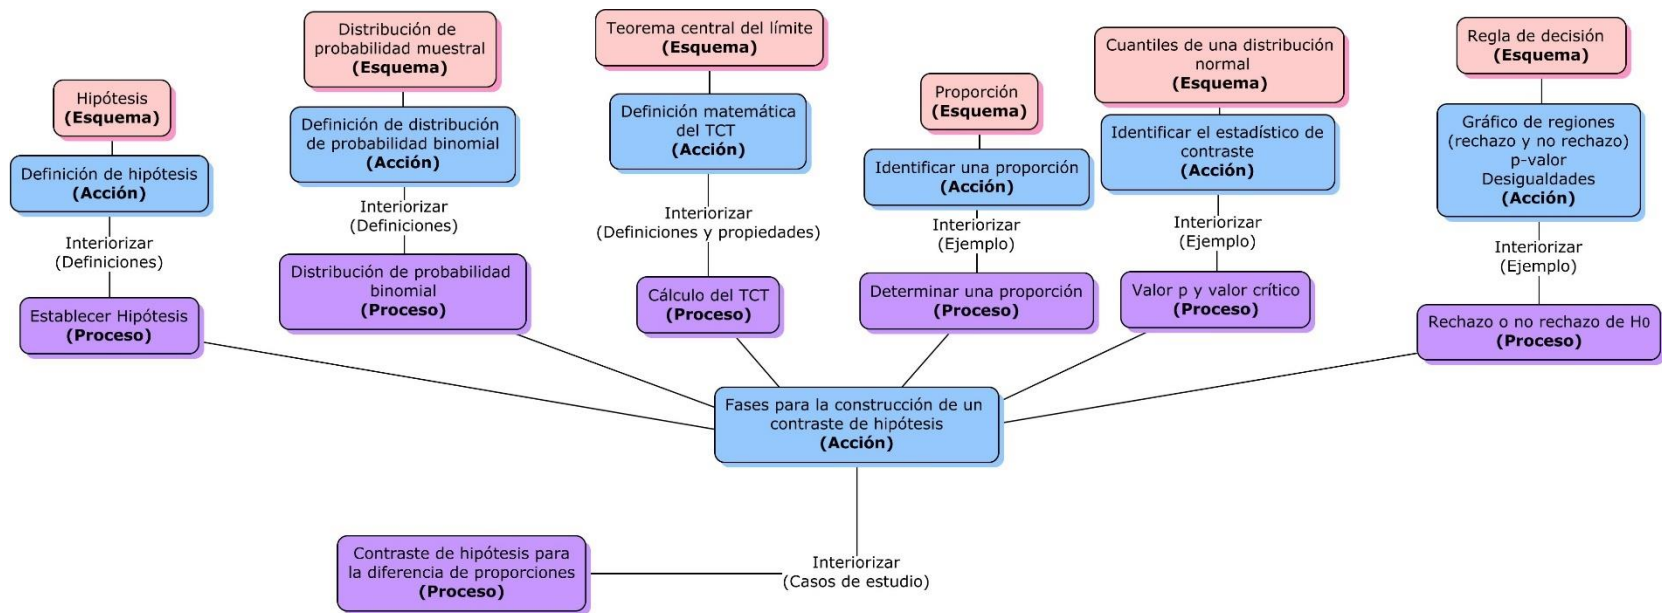 Hipótesis
(Esquema)
Definición de hipótesis
(Acción)
Interiorizar
(Definiciones)
Establecer Hipótesis
(Proceso)
Distribución de
probabilidad muestral
(Esquema)
Definición de distribución
de probabilidad binomial
(Acción)
Interiorizar
(Definiciones)
Distribución de probabilidad
binomial
(Proceso)
Teorema central del límite
(Esquema)
Definición matemática
del TCT
(Acción)
Interiorizar
(Definiciones y propiedades)
Cálculo del TCT
(Proceso)
Proporción
(Esquema)
Identificar una proporción
(Acción)
Interiorizar
(Ejemplo)
Determinar una proporción
(Proceso)
Cuantiles de una distribución
normal
(Esquema)
Identificar el estadístico de
contraste
(Acción)
Interiorizar
(Ejemplo)
Valor p y valor crítico
(Proceso)
Regla de decisión
(Esquema)
Gráfico de regiones
(rechazo y no rechazo)
p-valor
Desigualdades
(Acción)
Interiorizar
(Ejemplo)
Rechazo o no rechazo de H0
(Proceso)
Fases para la construcción de un
contraste de hipótesis
(Acción)
Interiorizar
(Casos de estudio)
Contraste de hipótesis para
la diferencia de proporciones
(Proceso)